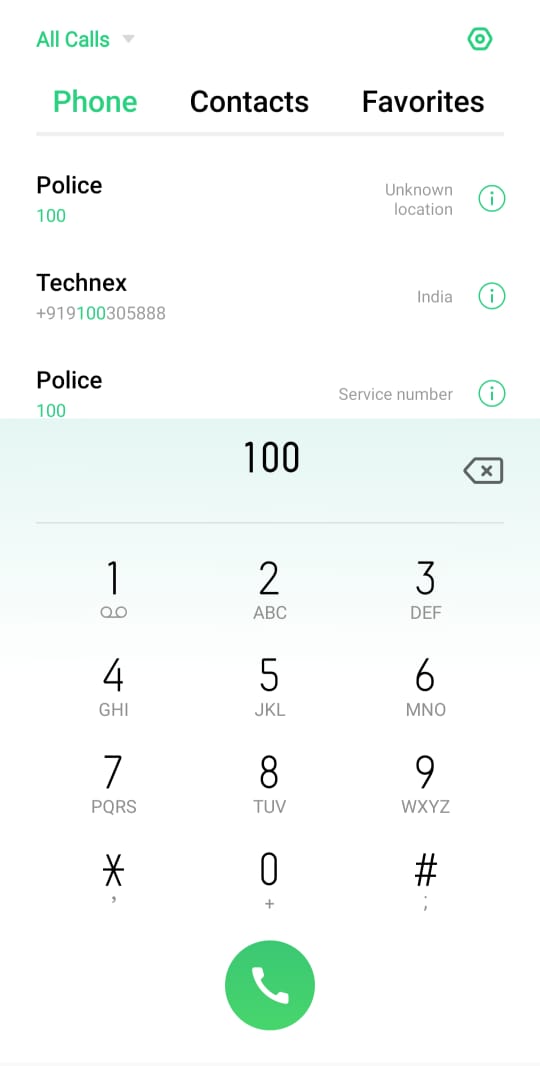 All Calls
Phone Contacts Favorites
Police
100
Unknown
location
Technex
+919100305888
India
Police
100
Service number
100
1 2 3
ABC DEF
4 5 6
GHI JKL MNO
7 8 9
PQRS TUV WXYZ
* 0 #
, + ;